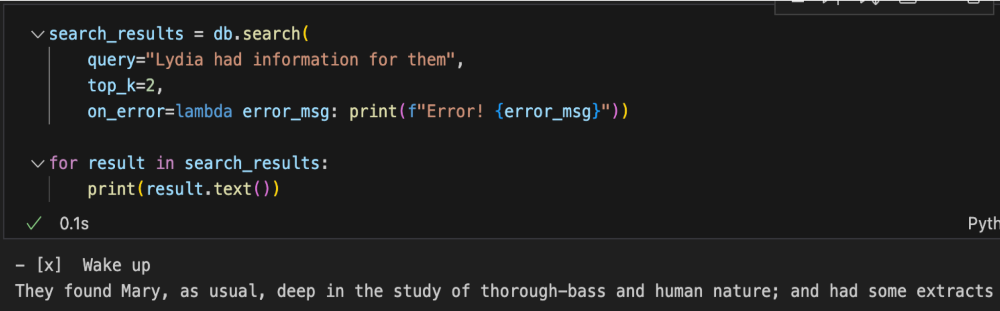 search_results = db.search(
    query="Lydia had information for them",
    top_k=2,
    on_error=lambda error_msg: print(f"Error! {error_msg}"))
for result in search_results:
    print(result.text())
0.1s
Pyth
- [x]  Wake up
They found Mary, as usual, deep in the study of thorough-bass and human nature; and had some extracts